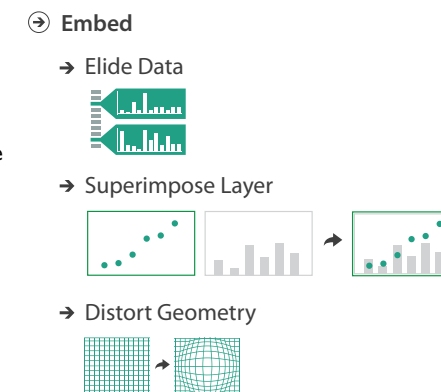 Embed
Elide Data
e
Superimpose Layer
Distort Geometry